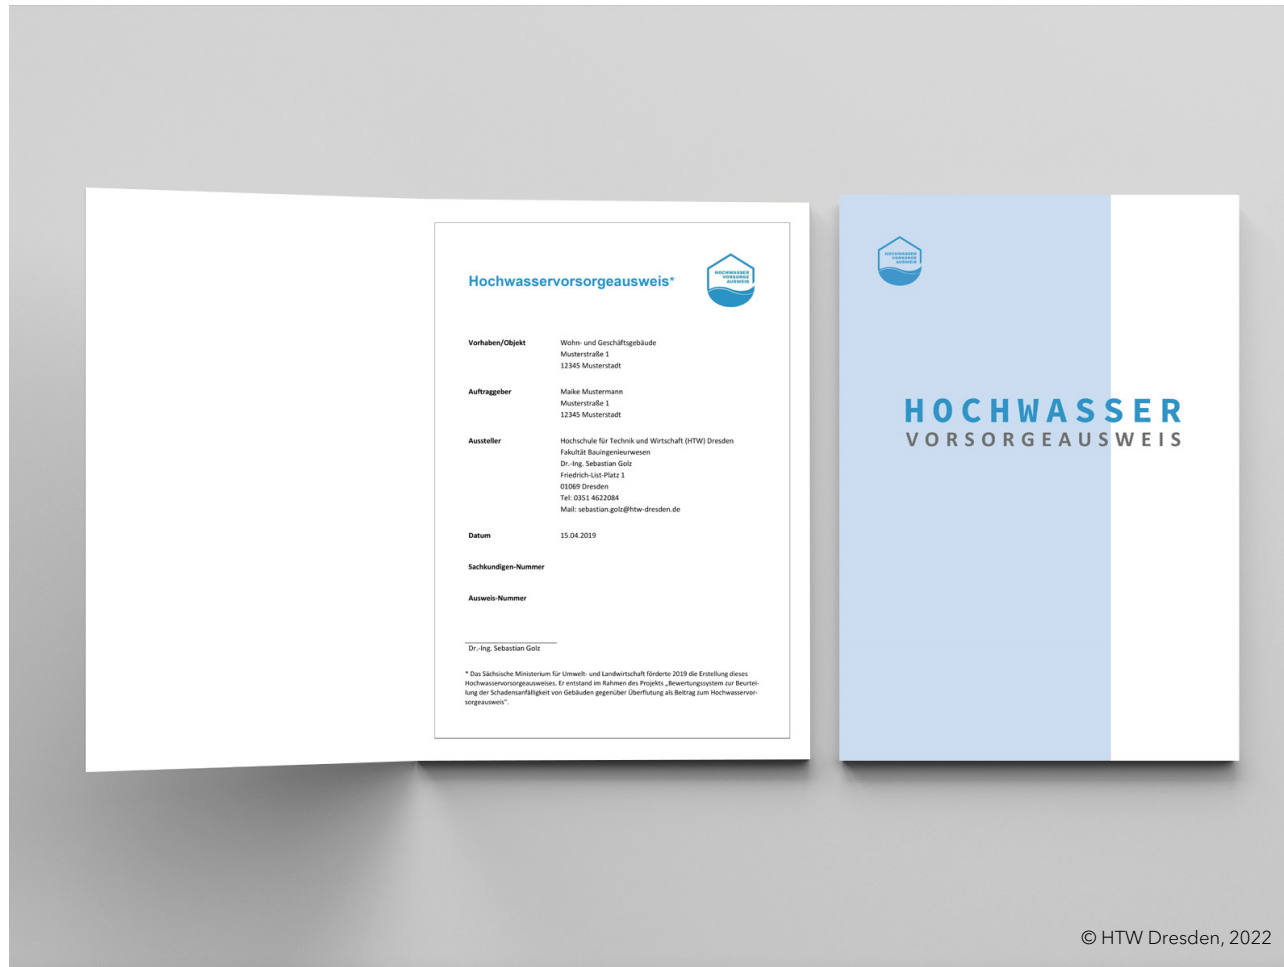 Hochwasservorsorgeausweis*
HOCHWASSER
VORSORGE
AUSWEIS
Vorhaben/Objekt Wohn- und Geschäftsgebäude
Musterstraße 1
12345 Musterstadt
Auftraggeber Maike Mustermann
Musterstraße 1
12345 Musterstadt
Aussteller Hochschule für Technik und Wirtschaft (HTW) Dresden
Fakultät Bauingenieurwesen
Dr.-Ing. Sebastian Golz
Friedrich-List-Platz 1
01069 Dresden
Tel: 0351 4622084
Mail: sebastian.golz@htw-dresden.de
Datum 15.04.2019
Sachkundigen-Nummer
Ausweis-Nummer
Dr.-Ing. Sebastian Golz
* Das Sächsische Ministerium für Umwelt- und Landwirtschaft förderte 2019 die Erstellung dieses
Hochwasservorsorgeausweises. Er entstand im Rahmen des Projekts „Bewertungssystem zur Beurtei-
lung der Schadensanfälligkeit von Gebäuden gegenüber Überflutung als Beitrag zum Hochwasservor-
sorgeausweis".
HOCHWASSER
VORSORGE
AUSWEIS
HOCHWASSER
VORSORGEAUSWEIS
© HTW Dresden, 2022